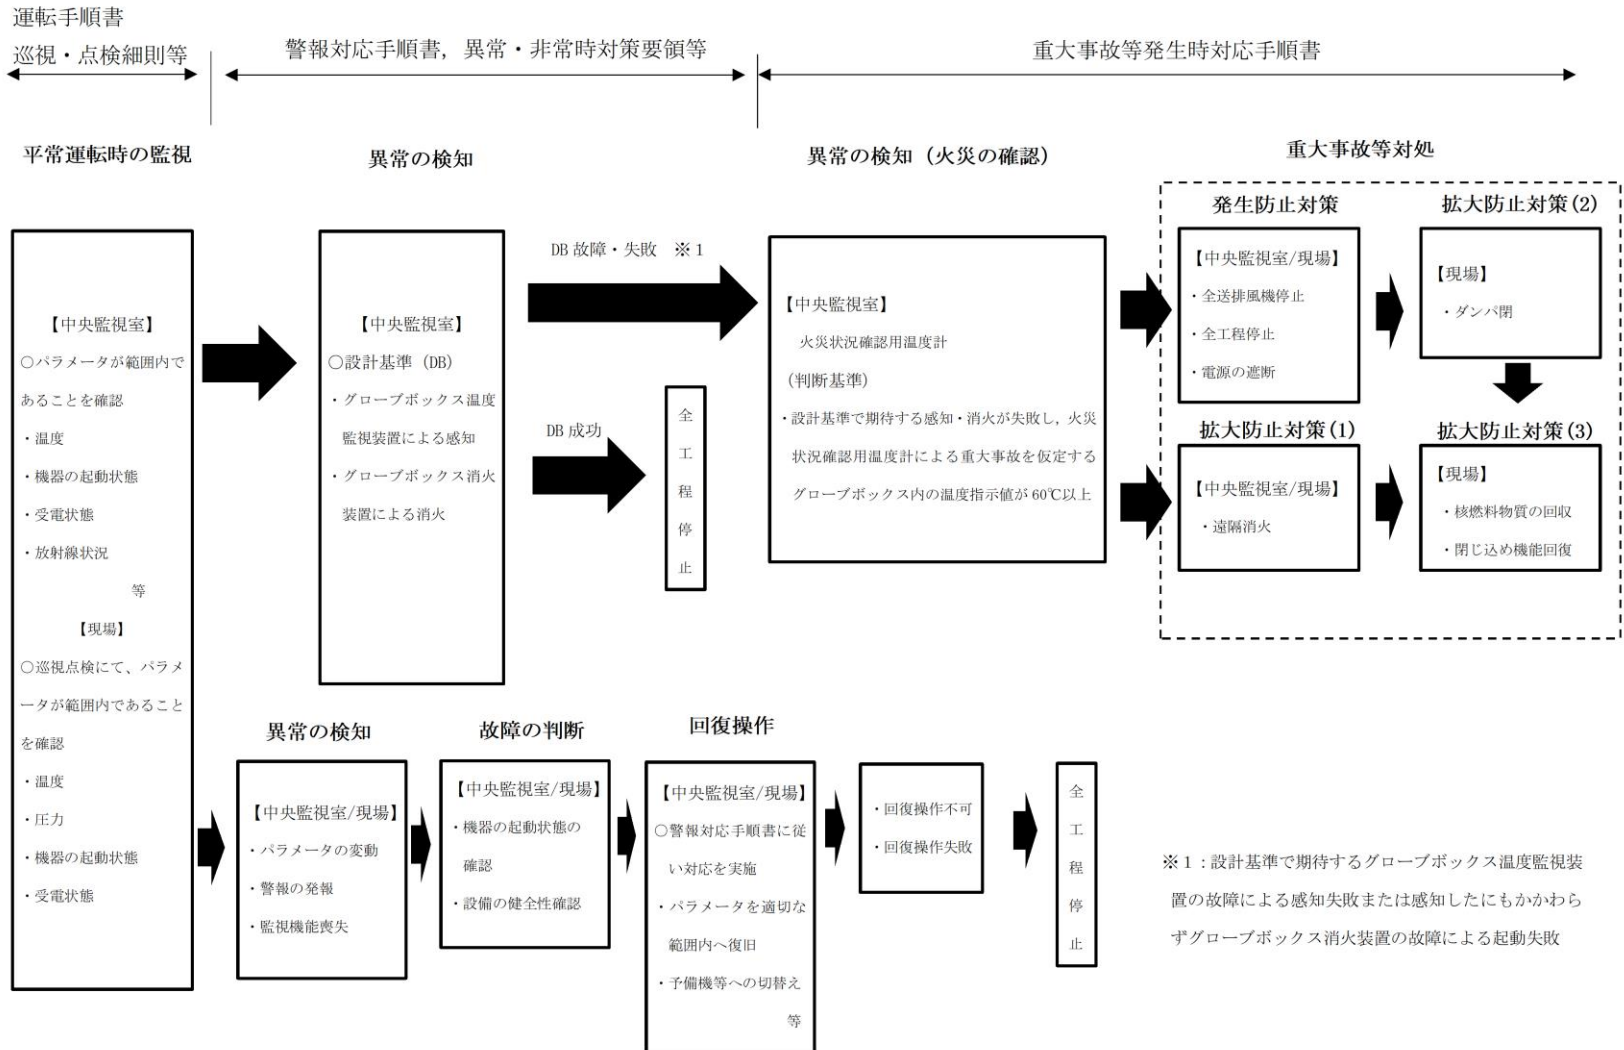 運転手順書
巡視・点検細則等
警報対応手順書，異常・非常時対策要領等
重大事故等発生時対応手順書
平常運転時の監視
【中央監視室】
○パラメータが範囲内で
あることを確認
・温度
・機器の起動状態
・受電状態
・放射線状況
等
【現場】
○巡視点検にて、パラメ
ータが範囲内であること
を確認
・温度
・圧力
・機器の起動状態
・受電状態
異常の検知
【中央監視室】
○設計基準（DB）
・グローブボックス温度
監視装置による感知
・グローブボックス消火
装置による消火
DB 故障・失敗　※１
DB 成功
全
工
程
停
止
異常の検知（火災の確認）
【中央監視室】
火災状況確認用温度計
（判断基準）
・設計基準で期待する感知・消火が失敗し，火災
状況確認用温度計による重大事故を仮定する
グローブボックス内の温度指示値が 60℃以上
重大事故等対処
発生防止対策
【中央監視室/現場】
・全送排風機停止
・全工程停止
・電源の遮断
拡大防止対策(2)
【現場】
・ダンパ閉
拡大防止対策(1)
【中央監視室/現場】
・遠隔消火
拡大防止対策(3)
【現場】
・核燃料物質の回収
・閉じ込め機能回復
異常の検知
【中央監視室/現場】
・パラメータの変動
・警報の発報
・監視機能喪失
故障の判断
【中央監視室/現場】
・機器の起動状態の
確認
・設備の健全性確認
回復操作
【中央監視室/現場】
○警報対応手順書に従
い対応を実施
・パラメータを適切な
範囲内へ復旧
・予備機等への切替え
等
・回復操作不可
・回復操作失敗
全
工
程
停
止
※１：設計基準で期待するグローブボックス温度監視装
置の故障による感知失敗または感知したにもかかわら
ずグローブボックス消火装置の故障による起動失敗